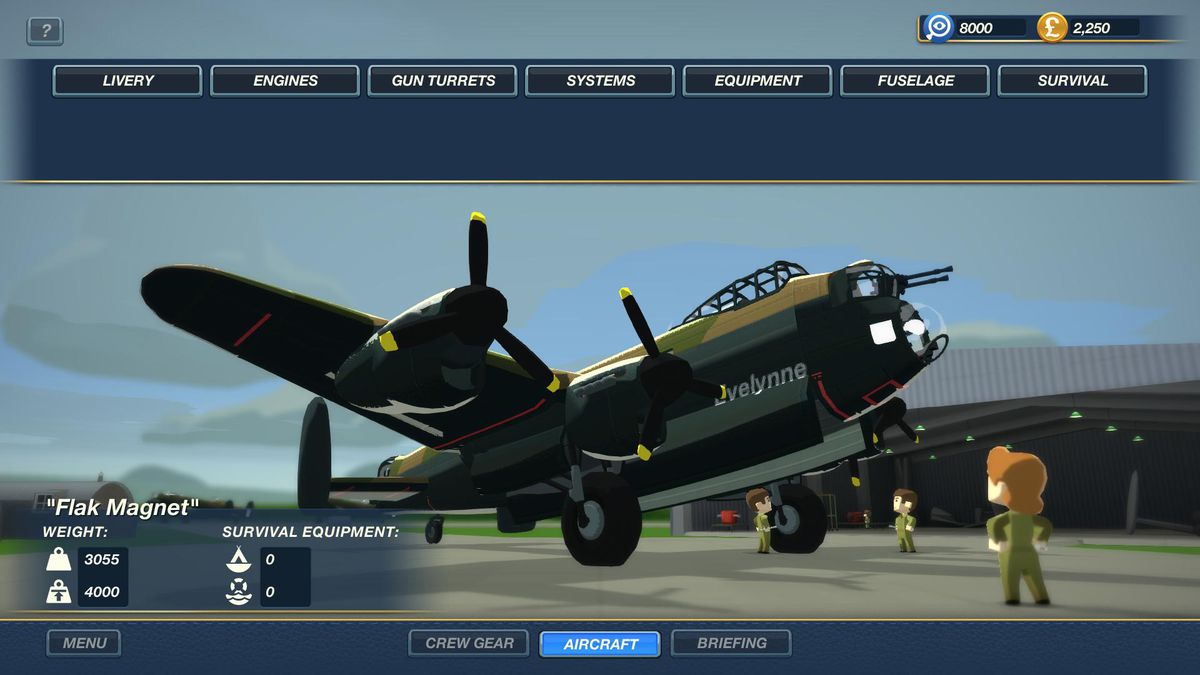 ?
8000
£ 2,250
LIVERY
ENGINES
GUN TURRETS
SYSTEMS
EQUIPMENT
FUSELAGE
SURVIVAL
Evelynne
"Flak Magnet"
WEIGHT:
3055
4000
SURVIVAL EQUIPMENT:
0
0
MENU
CREW GEAR
AIRCRAFT
BRIEFING